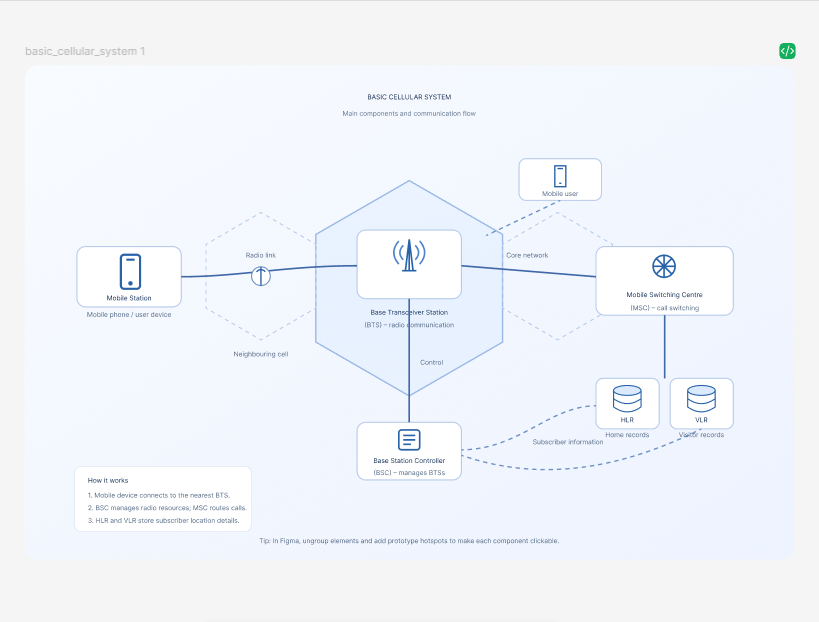 basic_cellular_system 1
BASIC CELLULAR SYSTEM
Main components and communication flow
Mobile user
Radio link
Core network
Mobile Station
Mobile phone / user device
Base Transceiver Station
(BTS) – radio communication
Mobile Switching Centre
(MSC) – call switching
Neighbouring cell
Control
HLR
VLR
Home records
Visitor records
Subscriber information
Base Station Controller
(BSC) – manages BTSs
How it works
1. Mobile device connects to the nearest BTS.
2. BSC manages radio resources; MSC routes calls.
3. HLR and VLR store subscriber location details.
Tip: In Figma, ungroup elements and add prototype hotspots to make each component clickable.